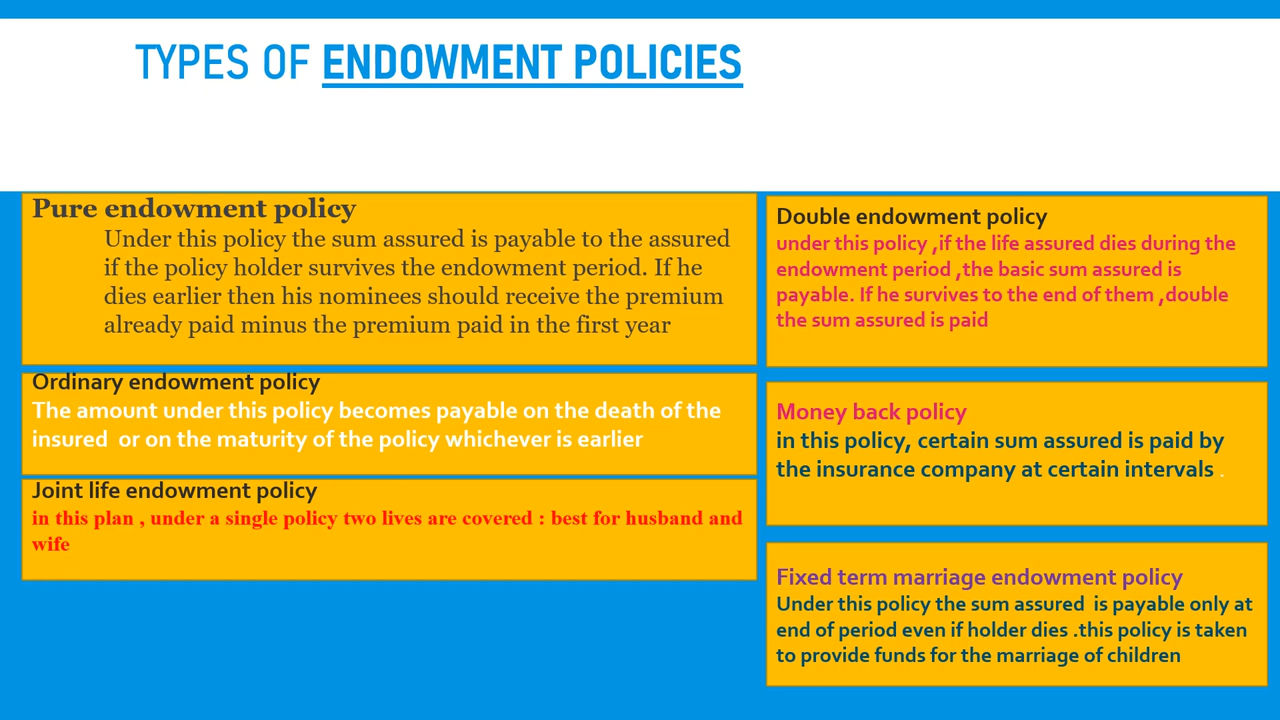 TYPES OF ENDOWMENT POLICIES
Pure endowment policy
Under this policy the sum assured is payable to the assured
if the policy holder survives the endowment period. If he
dies earlier then his nominees should receive the premium
already paid minus the premium paid in the first year
Ordinary endowment policy
The amount under this policy becomes payable on the death of the
insured  or on the maturity of the policy whichever is earlier
Joint life endowment policy
in this plan , under a single policy two lives are covered : best for husband and
wife
Double endowment policy
under this policy ,if the life assured dies during the
endowment period ,the basic sum assured is
payable. If he survives to the end of them ,double
the sum assured is paid
Money back policy
in this policy, certain sum assured is paid by
the insurance company at certain intervals .
Fixed term marriage endowment policy
Under this policy the sum assured  is payable only at
end of period even if holder dies .this policy is taken
to provide funds for the marriage of children